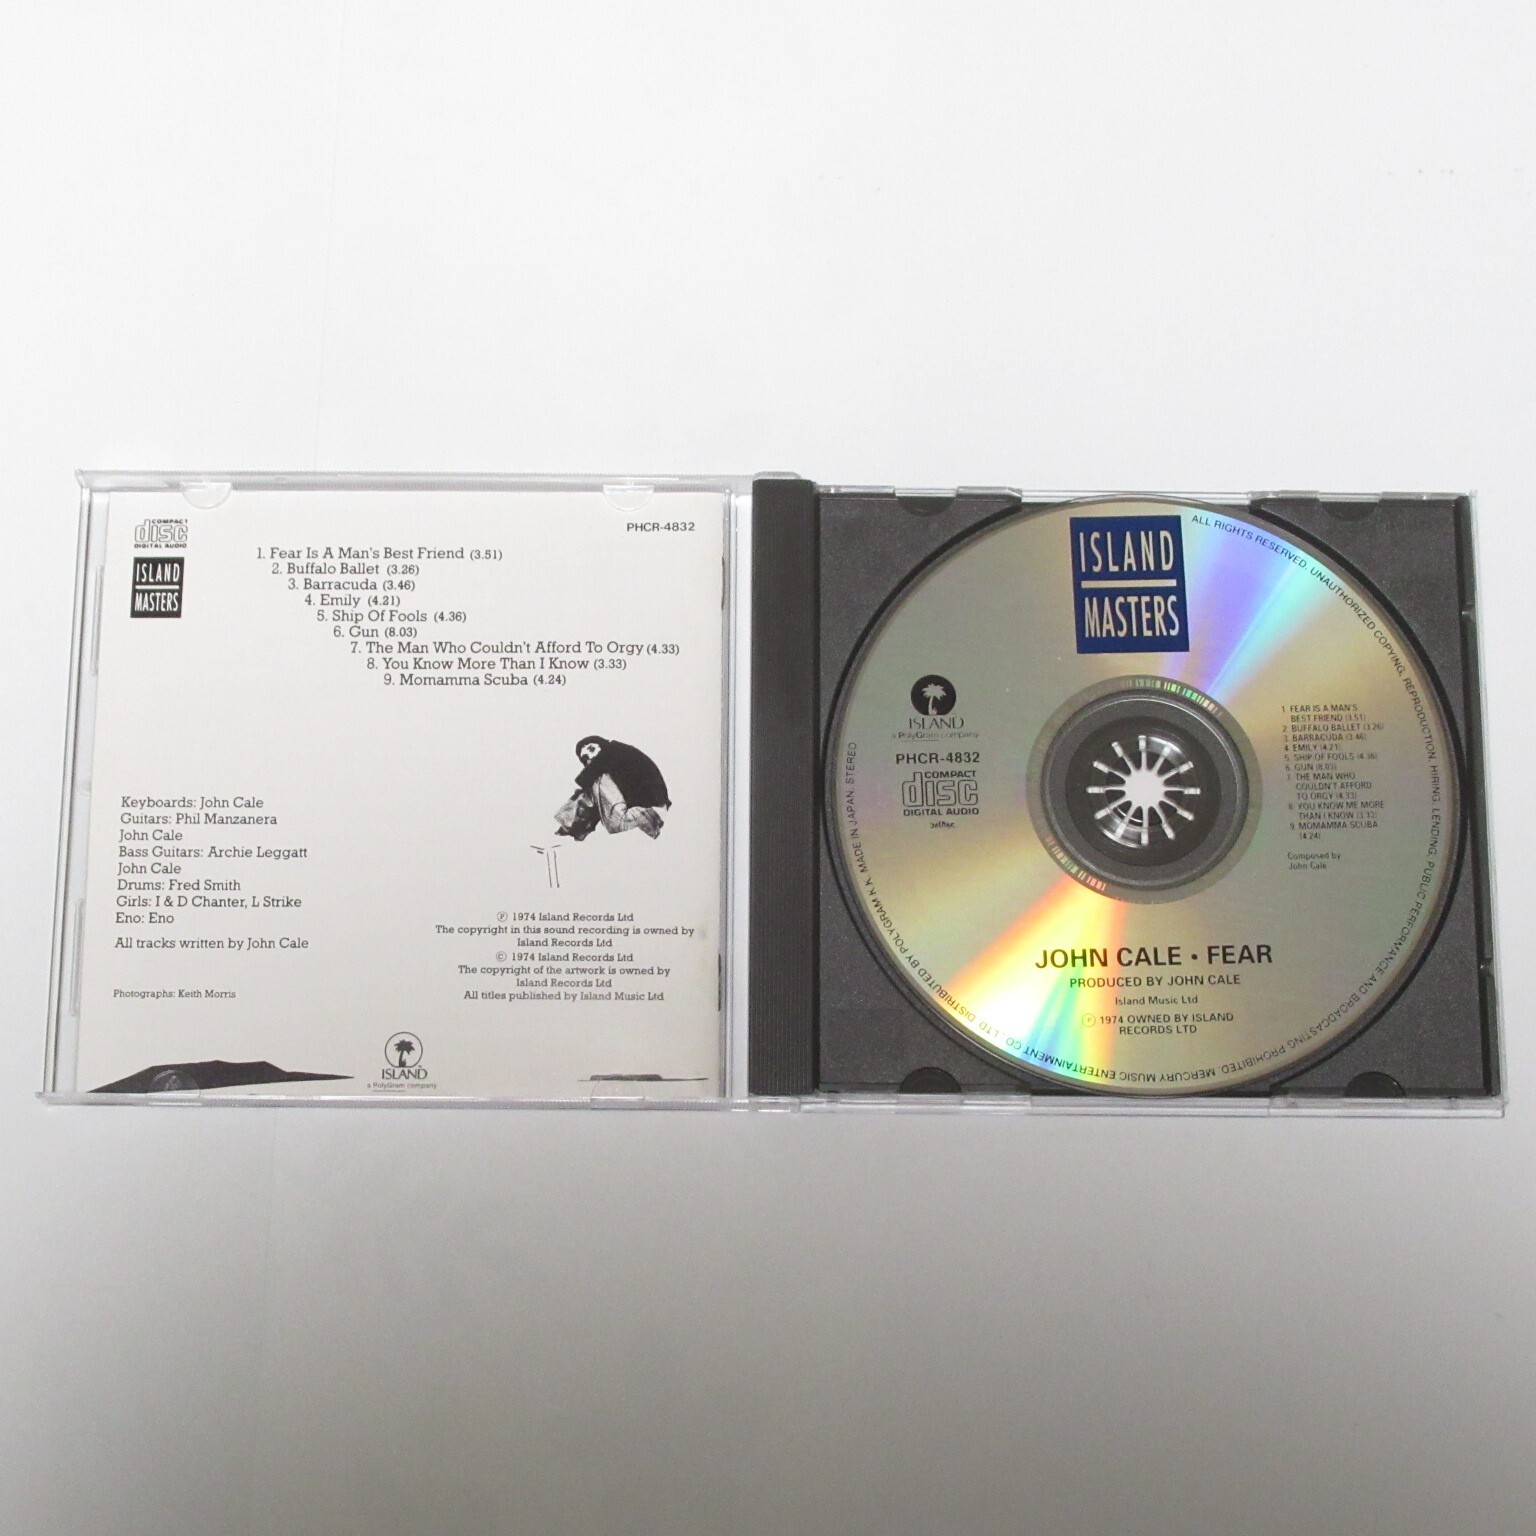 COMPACT
disc
DIGITAL AUDIO
ISLAND
MASTERS
PHCR-4832
1. Fear Is A Man's Best Friend (3.51)
2. Buffalo Ballet (3.26)
3. Barracuda (3.46)
4. Emily (4.21)
5. Ship Of Fools (4.36)
6. Gun (8.03)
7. The Man Who Couldn't Afford To Orgy (4.33)
8. You Know More Than I Know (3.33)
9. Momamma Scuba (4.24)
Keyboards: John Cale
Guitars: Phil Manzanera
John Cale
Bass Guitars: Archie Leggatt
John Cale
Drums: Fred Smith
Girls: I & D Chanter, L Strike
Eno: Eno
All tracks written by John Cale
Photographs: Keith Morris
℗ 1974 Island Records Ltd
The copyright in this sound recording is owned by
Island Records Ltd
© 1974 Island Records Ltd
The copyright of the artwork is owned by
Island Records Ltd
All titles published by Island Music Ltd
ISLAND
a PolyGram company
ISLAND
MASTERS
ALL RIGHTS RESERVED. UNAUTHORIZED COPYING, REPRODUCTION, HIRING, LENDING, PUBLIC PERFORMANCE AND BROADCASTING PROHIBITED. MERCURY MUSIC ENTERTAINMENT CO., LTD. DISTRIBUTED BY POLYGRAM K.K. MADE IN JAPAN. STEREO
ISLAND
a PolyGram company
PHCR-4832
COMPACT
disc
DIGITAL AUDIO
1 FEAR IS A MAN'S
BEST FRIEND (3.51)
2 BUFFALO BALLET (3.26)
3 BARRACUDA (3.46)
4 EMILY (4.21)
5 SHIP OF FOOLS (4.36)
6 GUN (8.03)
7 THE MAN WHO
COULDN'T AFFORD
TO ORGY (4.33)
8 YOU KNOW ME MORE
THAN I KNOW (3.33)
9 MOMAMMA SCUBA
(4.24)
Composed by
John Cale
JOHN CALE • FEAR
PRODUCED BY JOHN CALE
Island Music Ltd
℗ 1974 OWNED BY ISLAND
RECORDS LTD